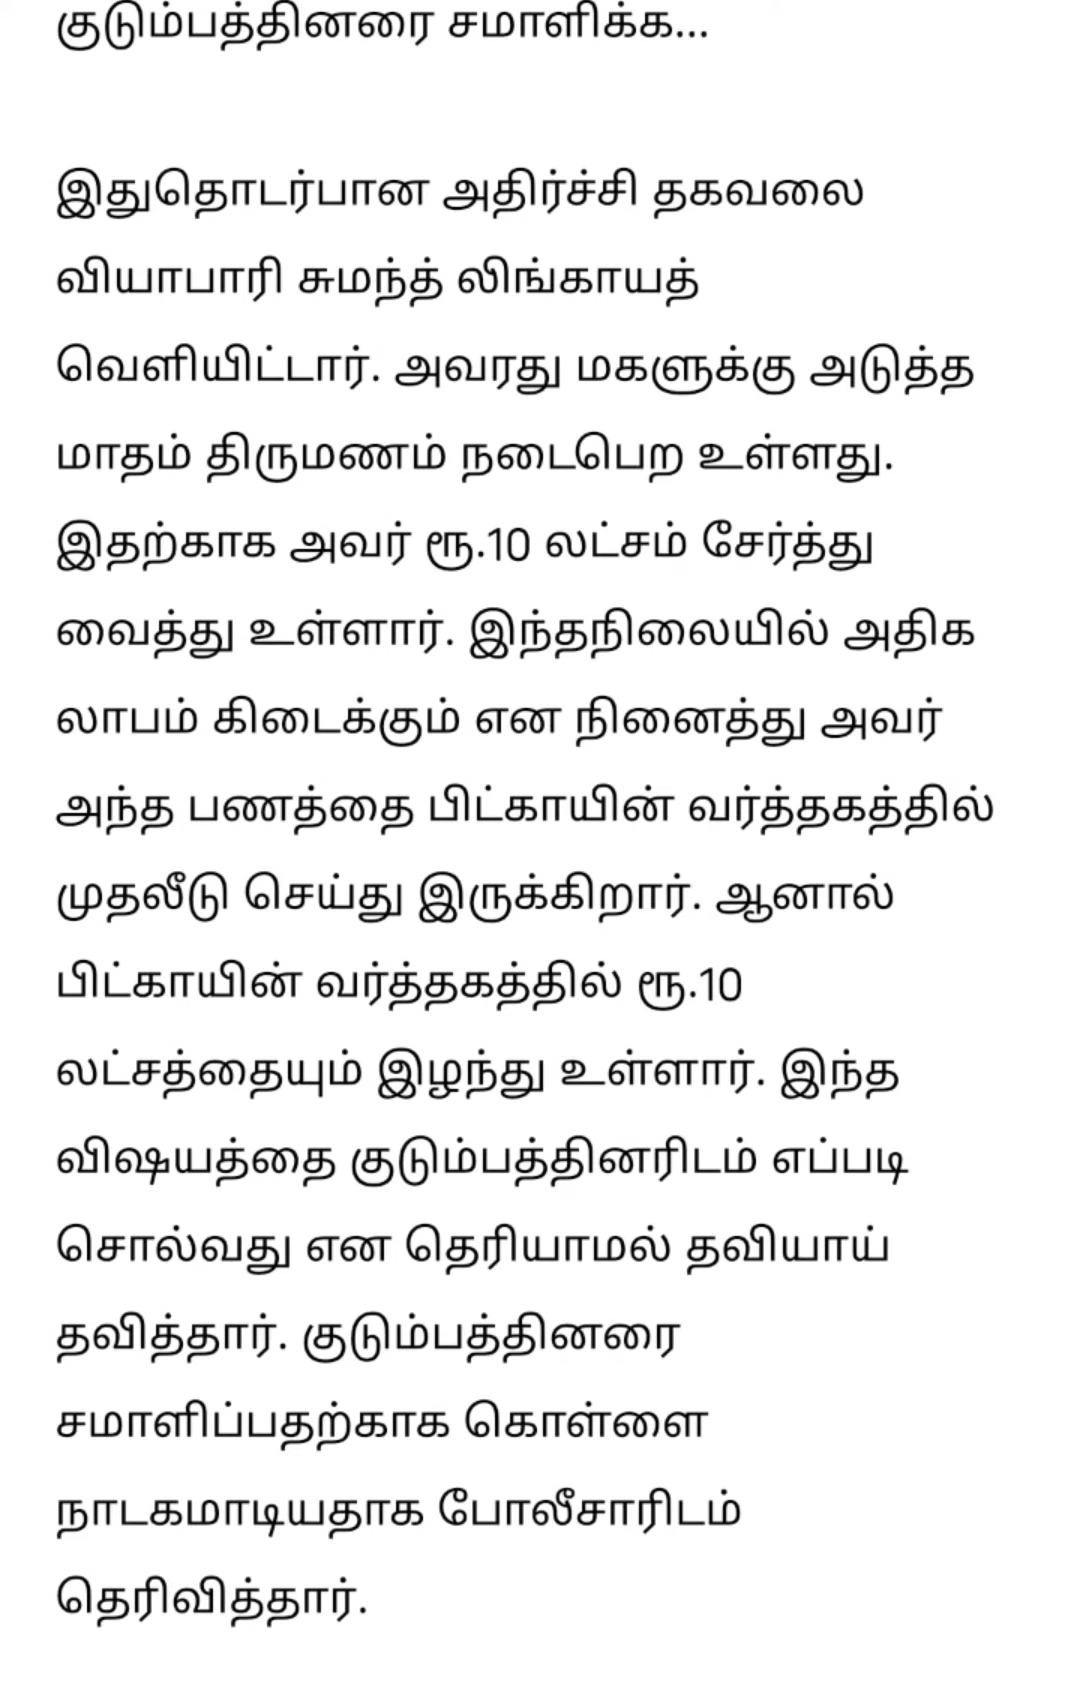 குடும்பத்தினரை சமாளிக்க...
இதுதொடர்பான அதிர்ச்சி தகவலை
வியாபாரி சுமந்த் லிங்காயத்
வெளியிட்டார். அவரது மகளுக்கு அடுத்த
மாதம் திருமணம் நடைபெற உள்ளது.
இதற்காக அவர் ரூ.10 லட்சம் சேர்த்து
வைத்து உள்ளார். இந்தநிலையில் அதிக
லாபம் கிடைக்கும் என நினைத்து அவர்
அந்த பணத்தை பிட்காயின் வர்த்தகத்தில்
முதலீடு செய்து இருக்கிறார். ஆனால்
பிட்காயின் வர்த்தகத்தில் ரூ.10
லட்சத்தையும் இழந்து உள்ளார். இந்த
விஷயத்தை குடும்பத்தினரிடம் எப்படி
சொல்வது என தெரியாமல் தவியாய்
தவித்தார். குடும்பத்தினரை
சமாளிப்பதற்காக கொள்ளை
நாடகமாடியதாக போலீசாரிடம்
தெரிவித்தார்.